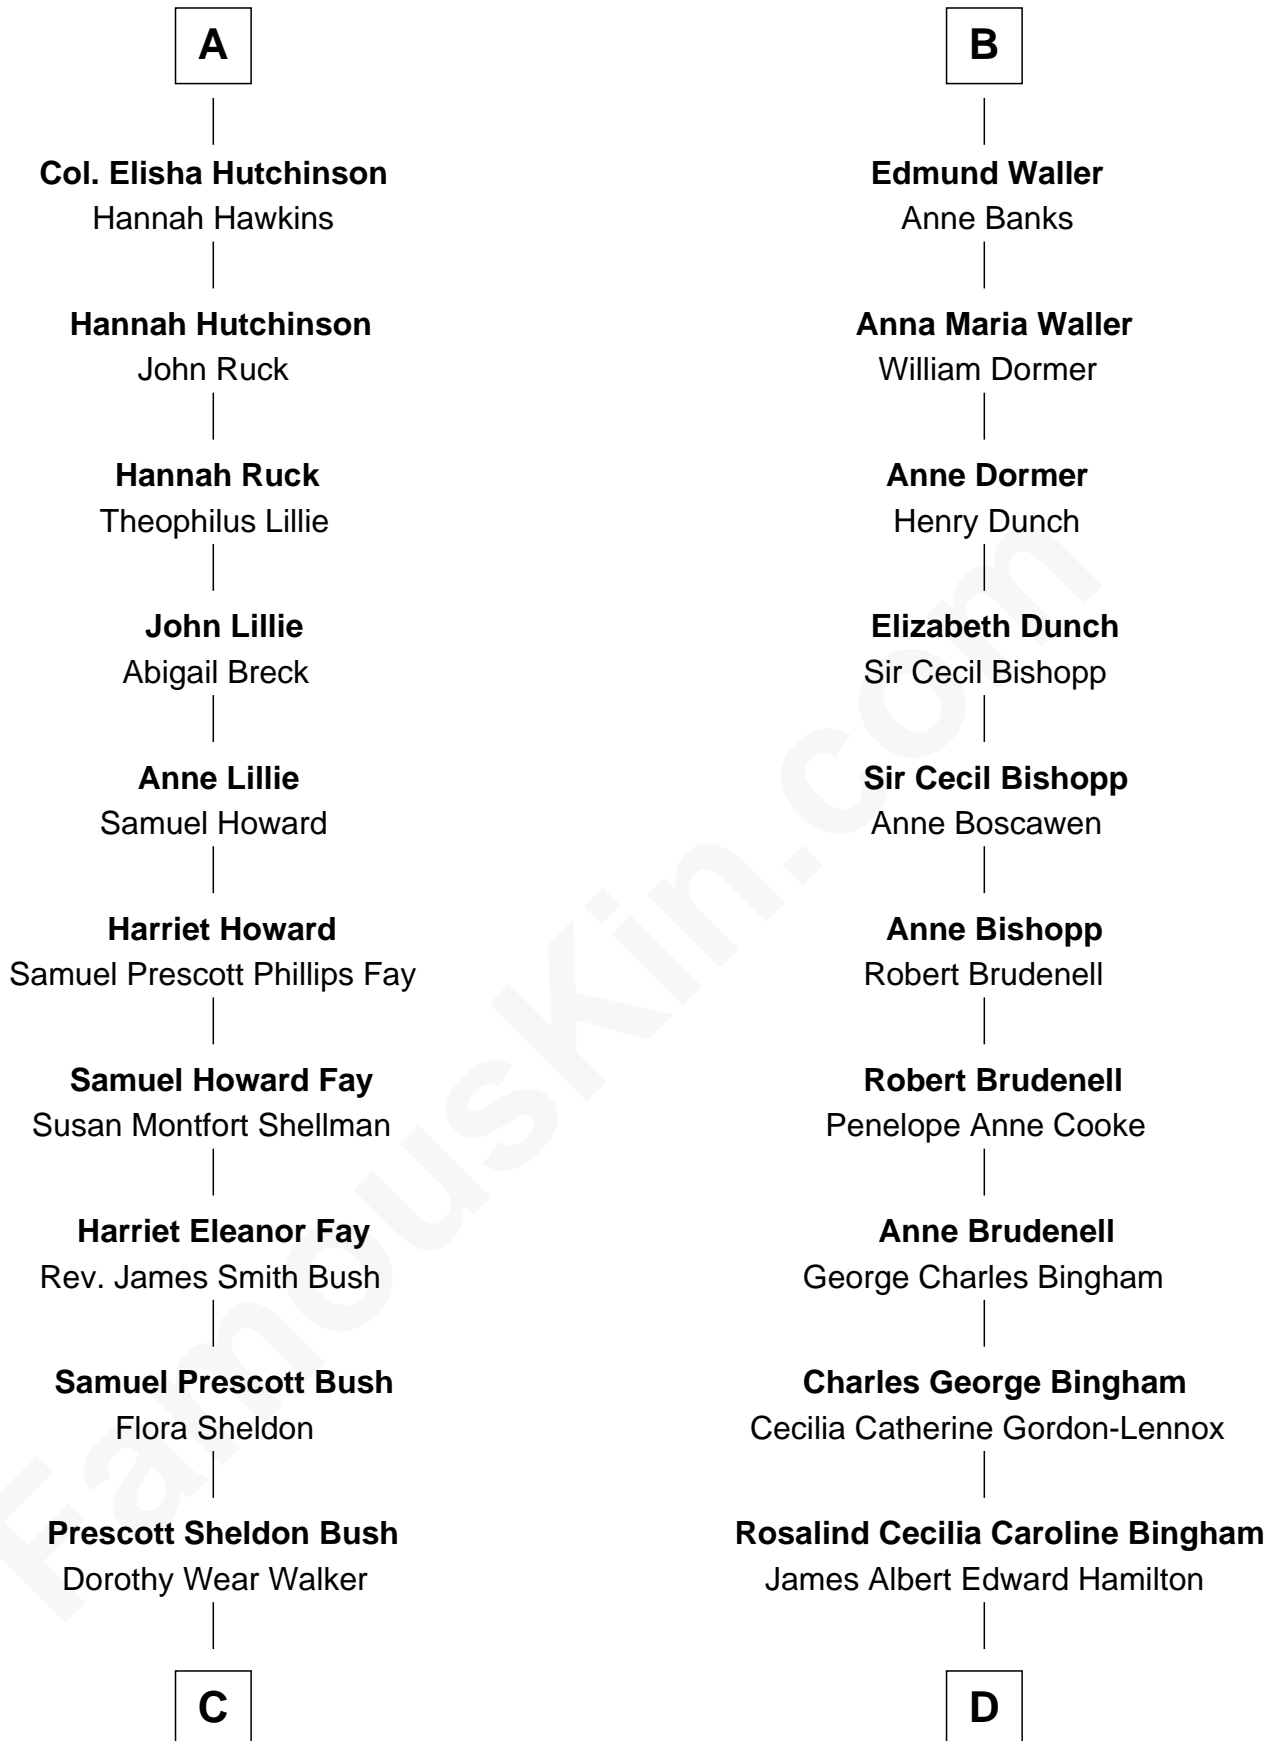 A
Col. Elisha Hutchinson
Hannah Hawkins
Hannah Hutchinson
John Ruck
Hannah Ruck
Theophilus Lillie
John Lillie
Abigail Breck
Anne Lillie
Samuel Howard
Harriet Howard
Samuel Prescott Phillips Fay
Samuel Howard Fay
Susan Montfort Shellman
Harriet Eleanor Fay
Rev. James Smith Bush
Samuel Prescott Bush
Flora Sheldon
Prescott Sheldon Bush
Dorothy Wear Walker
C
B
Edmund Waller
Anne Banks
Anna Maria Waller
William Dormer
Anne Dormer
Henry Dunch
Elizabeth Dunch
Sir Cecil Bishopp
Sir Cecil Bishopp
Anne Boscawen
Anne Bishopp
Robert Brudenell
Robert Brudenell
Penelope Anne Cooke
Anne Brudenell
George Charles Bingham
Charles George Bingham
Cecilia Catherine Gordon-Lennox
Rosalind Cecilia Caroline Bingham
James Albert Edward Hamilton
D
FamousKin.com